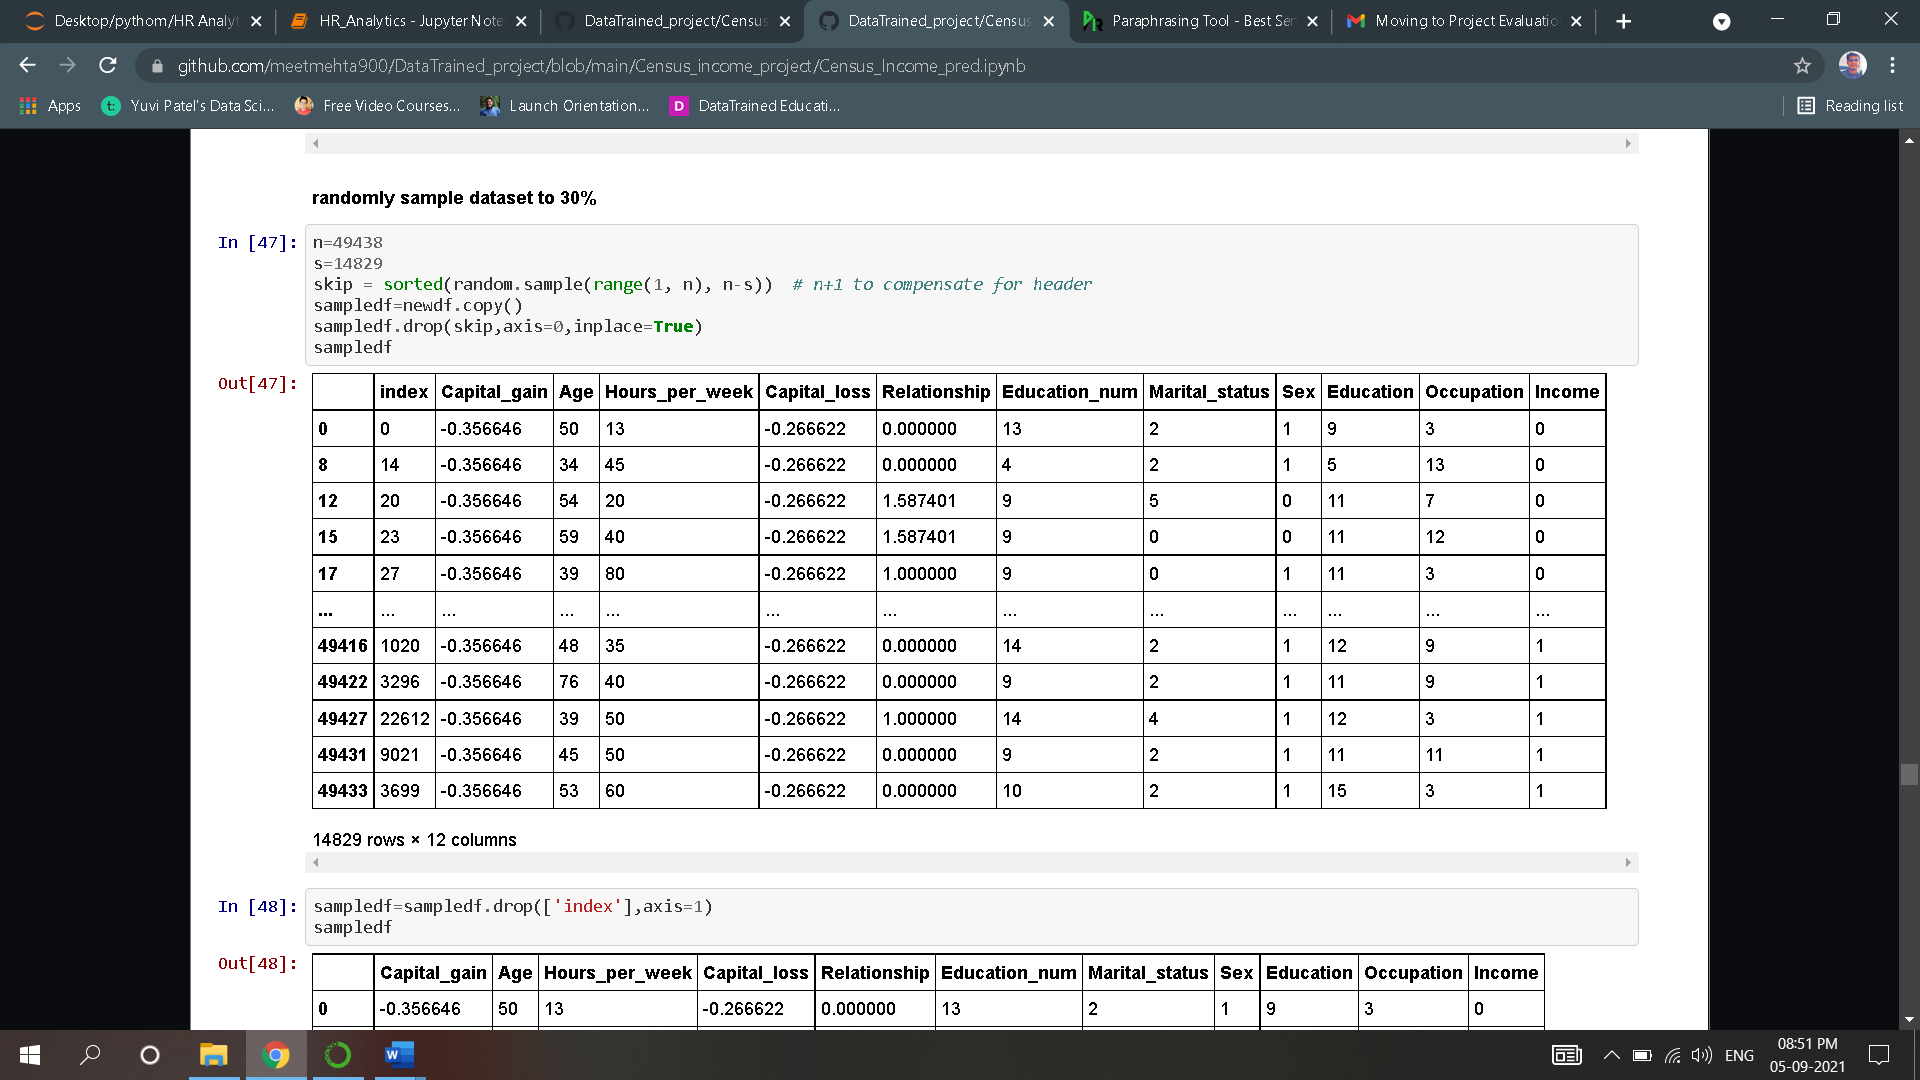 Desktop/pythom/HR Analyt
HR_Analytics - Jupyter Note
DataTrained_project/Census
DataTrained_project/Census
Paraphrasing Tool - Best Ser
Moving to Project Evaluatio
github.com/meetmehta900/DataTrained_project/blob/main/Census_income_project/Census_Income_pred.ipynb
Apps
t:
Yuvi Patel's Data Sci...
Free Video Courses...
Launch Orientation...
D
DataTrained Educati...
Reading list
randomly sample dataset to 30%
In [47]:
n=49438
s=14829
skip = sorted(random.sample(range(1, n), n-s))  # n+1 to compensate for header
sampledf=newdf.copy()
sampledf.drop(skip,axis=0,inplace=True)
sampledf
Out[47]:
index Capital_gain Age Hours_per_week Capital_loss Relationship Education_num Marital_status Sex Education Occupation Income
0 0 -0.356646 50 13 -0.266622 0.000000 13 2 1 9 3 0
8 14 -0.356646 34 45 -0.266622 0.000000 4 2 1 5 13 0
12 20 -0.356646 54 20 -0.266622 1.587401 9 5 0 11 7 0
15 23 -0.356646 59 40 -0.266622 1.587401 9 0 0 11 12 0
17 27 -0.356646 39 80 -0.266622 1.000000 9 0 1 11 3 0
... ... ... ... ... ... ... ... ... ... ... ... ...
49416 1020 -0.356646 48 35 -0.266622 0.000000 14 2 1 12 9 1
49422 3296 -0.356646 76 40 -0.266622 0.000000 9 2 1 11 9 1
49427 22612 -0.356646 39 50 -0.266622 1.000000 14 4 1 12 3 1
49431 9021 -0.356646 45 50 -0.266622 0.000000 9 2 1 11 11 1
49433 3699 -0.356646 53 60 -0.266622 0.000000 10 2 1 15 3 1
14829 rows × 12 columns
In [48]:
sampledf=sampledf.drop(['index'],axis=1)
sampledf
Out[48]:
Capital_gain Age Hours_per_week Capital_loss Relationship Education_num Marital_status Sex Education Occupation Income
0 -0.356646 50 13 -0.266622 0.000000 13 2 1 9 3 0
W
ENG
08:51 PM
05-09-2021